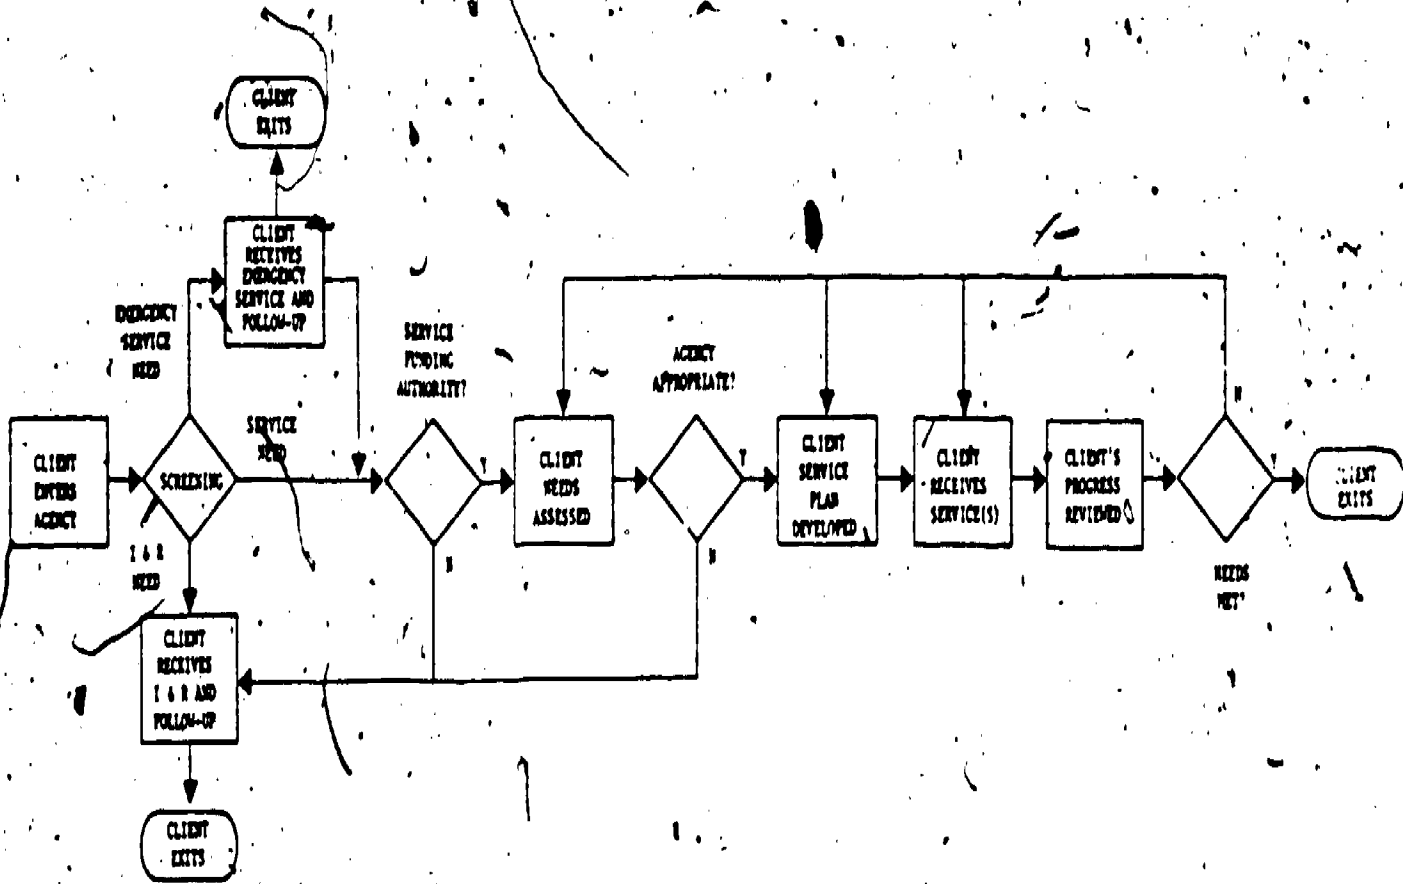 CLIENT
EXITS
CLIENT
RECEIVES
EMERGENCY
SERVICE AND
FOLLOW-UP
EMERGENCY
SERVICE
NEED
SERVICE
FUNDING
AUTHORITY?
AGENCY
APPROPRIATE?
SERVICE
NEED
CLIENT
ENTERS
AGENCY
SCREENING
Y
CLIENT
NEEDS
ASSESSED
Y
CLIENT
SERVICE
PLAN
DEVELOPED
CLIENT
RECEIVES
SERVICE(S)
CLIENT'S
PROGRESS
REVIEWED
N
Y
CLIENT
EXITS
I & R
NEED
N
N
NEEDS
MET?
CLIENT
RECEIVES
I & R AND
FOLLOW-UP
CLIENT
EXITS